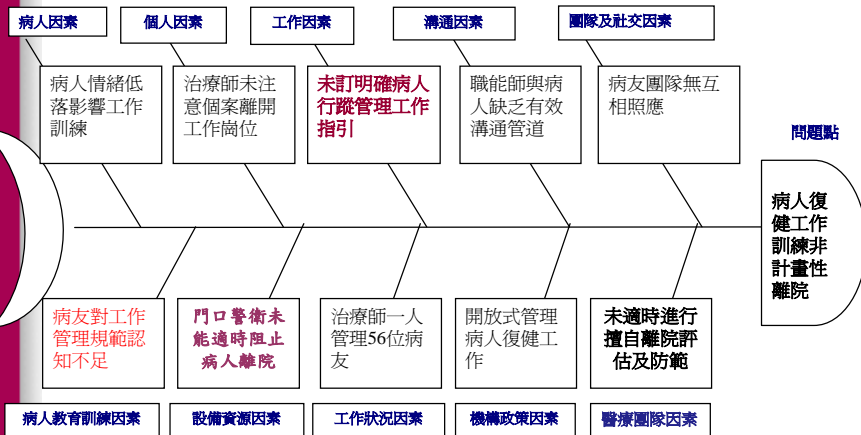 病人因素
個人因素
工作因素
溝通因素
團隊及社交因素
病人情緒低
落影響工作
訓練
治療師未注
意個案離開
工作崗位
未訂明確病人
行蹤管理工作
指引
職能師與病
人缺乏有效
溝通管道
病友團隊無互
相照應
問題點
病人復
健工作
訓練非
計畫性
離院
病友對工作
管理規範認
知不足
門口警衛未
能適時阻止
病人離院
治療師一人
管理56位病
友
開放式管理
病人復健工
作
未適時進行
擅自離院評
估及防範
病人教育訓練因素
設備資源因素
工作狀況因素
機構政策因素
醫療團隊因素